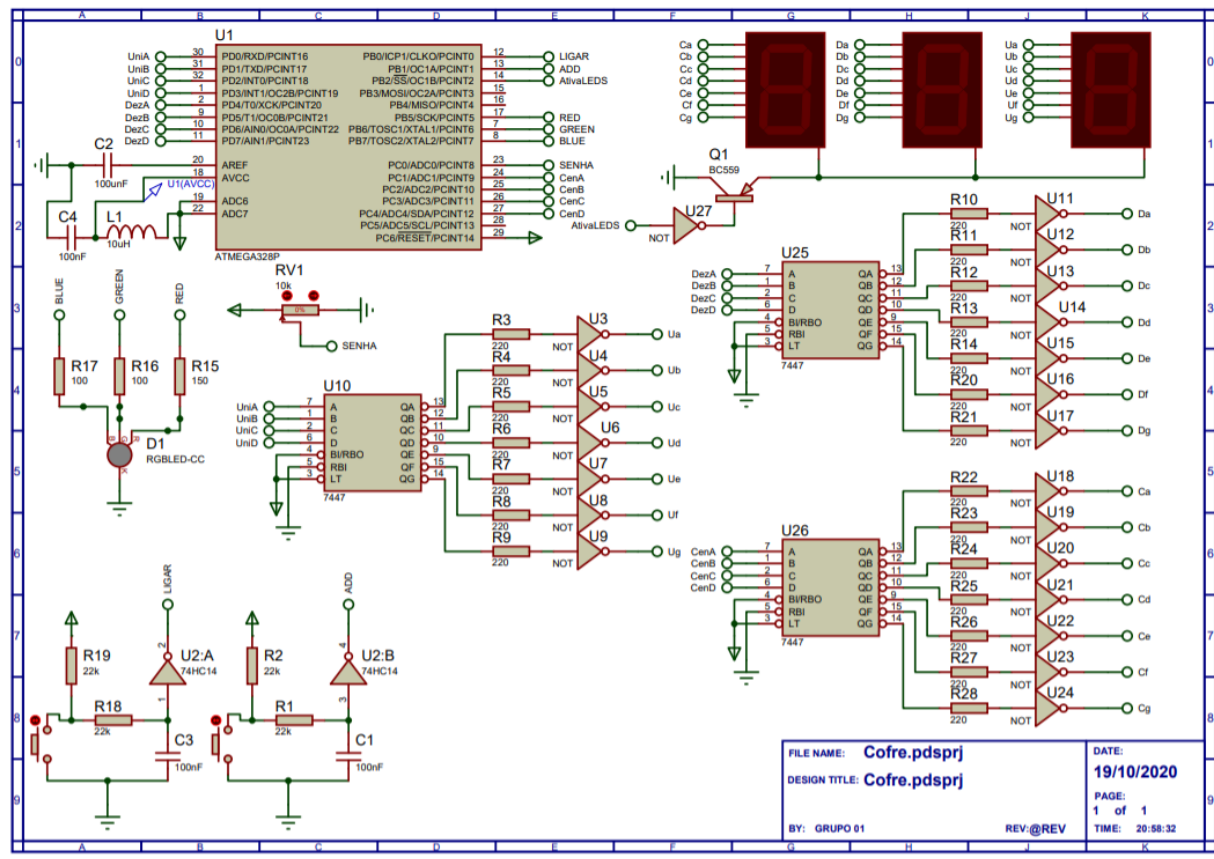 A B C D E F G H J K
0
1
2
3
4
5
6
7
8
9
U1
UniA 30 PD0/RXD/PCINT16 PB0/ICP1/CLKO/PCINT0 12 LIGAR
UniB 31 PD1/TXD/PCINT17 PB1/OC1A/PCINT1 13 ADD
UniC 32 PD2/INT0/PCINT18 PB2/SS/OC1B/PCINT2 14 AtivaLEDS
UniD 1 PD3/INT1/OC2B/PCINT19 PB3/MOSI/OC2A/PCINT3 15
DezA 2 PD4/T0/XCK/PCINT20 PB4/MISO/PCINT4 16
DezB 9 PD5/T1/OC0B/PCINT21 PB5/SCK/PCINT5 17 RED
DezC 10 PD6/AIN0/OC0A/PCINT22 PB6/TOSC1/XTAL1/PCINT6 7 GREEN
DezD 11 PD7/AIN1/PCINT23 PB7/TOSC2/XTAL2/PCINT7 8 BLUE
20 AREF PC0/ADC0/PCINT8 23 SENHA
18 AVCC PC1/ADC1/PCINT9 24 CenA
PC2/ADC2/PCINT10 25 CenB
19 ADC6 PC3/ADC3/PCINT11 26 CenC
22 ADC7 PC4/ADC4/SDA/PCINT12 27 CenD
PC5/ADC5/SCL/PCINT13 28
PC6/RESET/PCINT14 29
ATMEGA328P
C2
100unF
U1(AVCC)
C4
100nF
L1
10uH
Ca Da Ua
Cb Db Ub
Cc Dc Uc
Cd Dd Ud
Ce De Ue
Cf Df Uf
Cg Dg Ug
Q1
BC559
U27
AtivaLEDS
NOT
BLUE GREEN RED
R17
100
R16
100
R15
150
D1
RGBLED-CC
B G R K
RV1
10k
0%
SENHA
U10
UniA 7 A QA 13
UniB 1 B QB 12
UniC 2 C QC 11
UniD 6 D QD 10
4 BI/RBO QE 9
5 RBI QF 15
3 LT QG 14
7447
R3 220 U3 NOT Ua
R4 220 U4 NOT Ub
R5 220 U5 NOT Uc
R6 220 U6 NOT Ud
R7 220 U7 NOT Ue
R8 220 U8 NOT Uf
R9 220 U9 NOT Ug
U25
DezA 7 A QA 13
DezB 1 B QB 12
DezC 2 C QC 11
DezD 6 D QD 10
4 BI/RBO QE 9
5 RBI QF 15
3 LT QG 14
7447
R10 220 U11 NOT Da
R11 220 U12 NOT Db
R12 220 U13 NOT Dc
R13 220 U14 NOT Dd
R14 220 U15 NOT De
R20 220 U16 NOT Df
R21 220 U17 NOT Dg
U26
CenA 7 A QA 13
CenB 1 B QB 12
CenC 2 C QC 11
CenD 6 D QD 10
4 BI/RBO QE 9
5 RBI QF 15
3 LT QG 14
7447
R22 220 U18 NOT Ca
R23 220 U19 NOT Cb
R24 220 U20 NOT Cc
R25 220 U21 NOT Cd
R26 220 U22 NOT Ce
R27 220 U23 NOT Cf
R28 220 U24 NOT Cg
LIGAR
2
R19
22k
U2:A
74HC14
1
R18
22k
C3
100nF
ADD
4
R2
22k
U2:B
74HC14
3
R1
22k
C1
100nF
FILE NAME: Cofre.pdsprj
DESIGN TITLE: Cofre.pdsprj
BY: GRUPO 01 REV:@REV
DATE:
19/10/2020
PAGE:
1 of 1
TIME: 20:58:32
A B C D E F G H J K